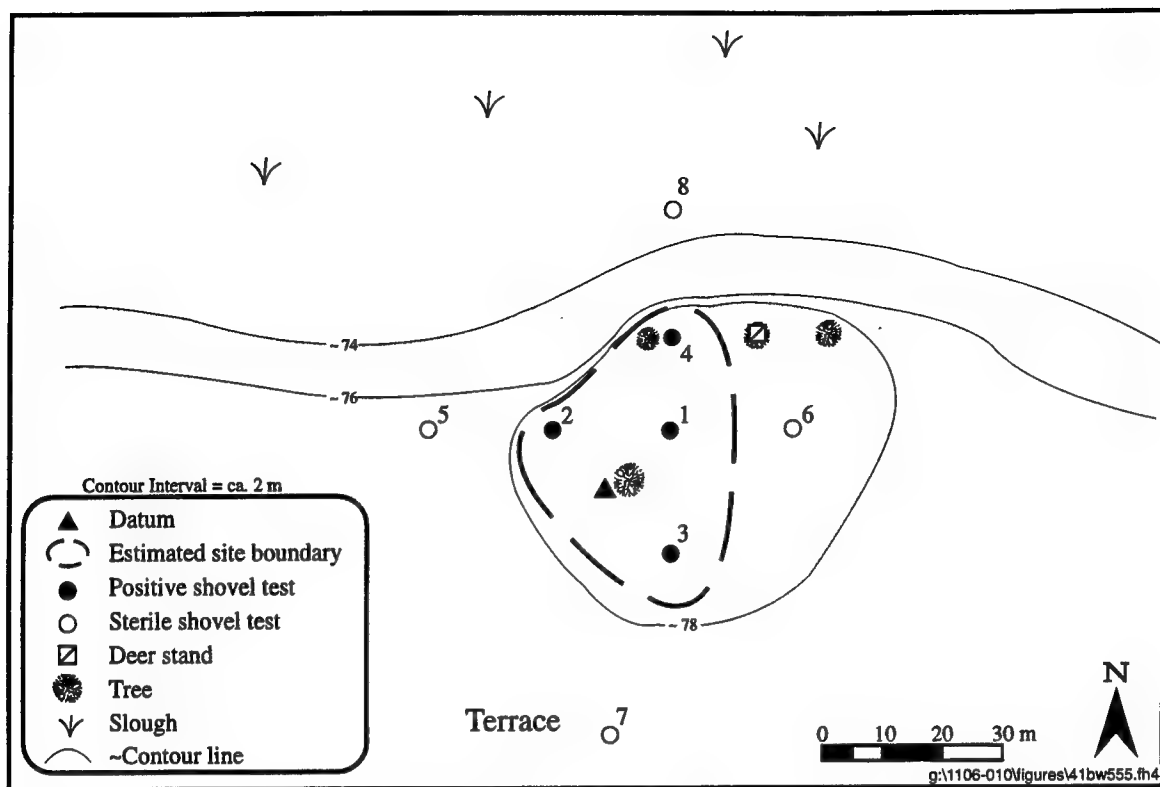 8
~74
4
~76
5
2
1
6
3
~78
Contour Interval = ca. 2 m
Datum
Estimated site boundary
Positive shovel test
Sterile shovel test
Deer stand
Tree
Slough
~Contour line
Terrace
7
0 10 20 30 m
N
g:\1106-010\figures\41bw555.fh4